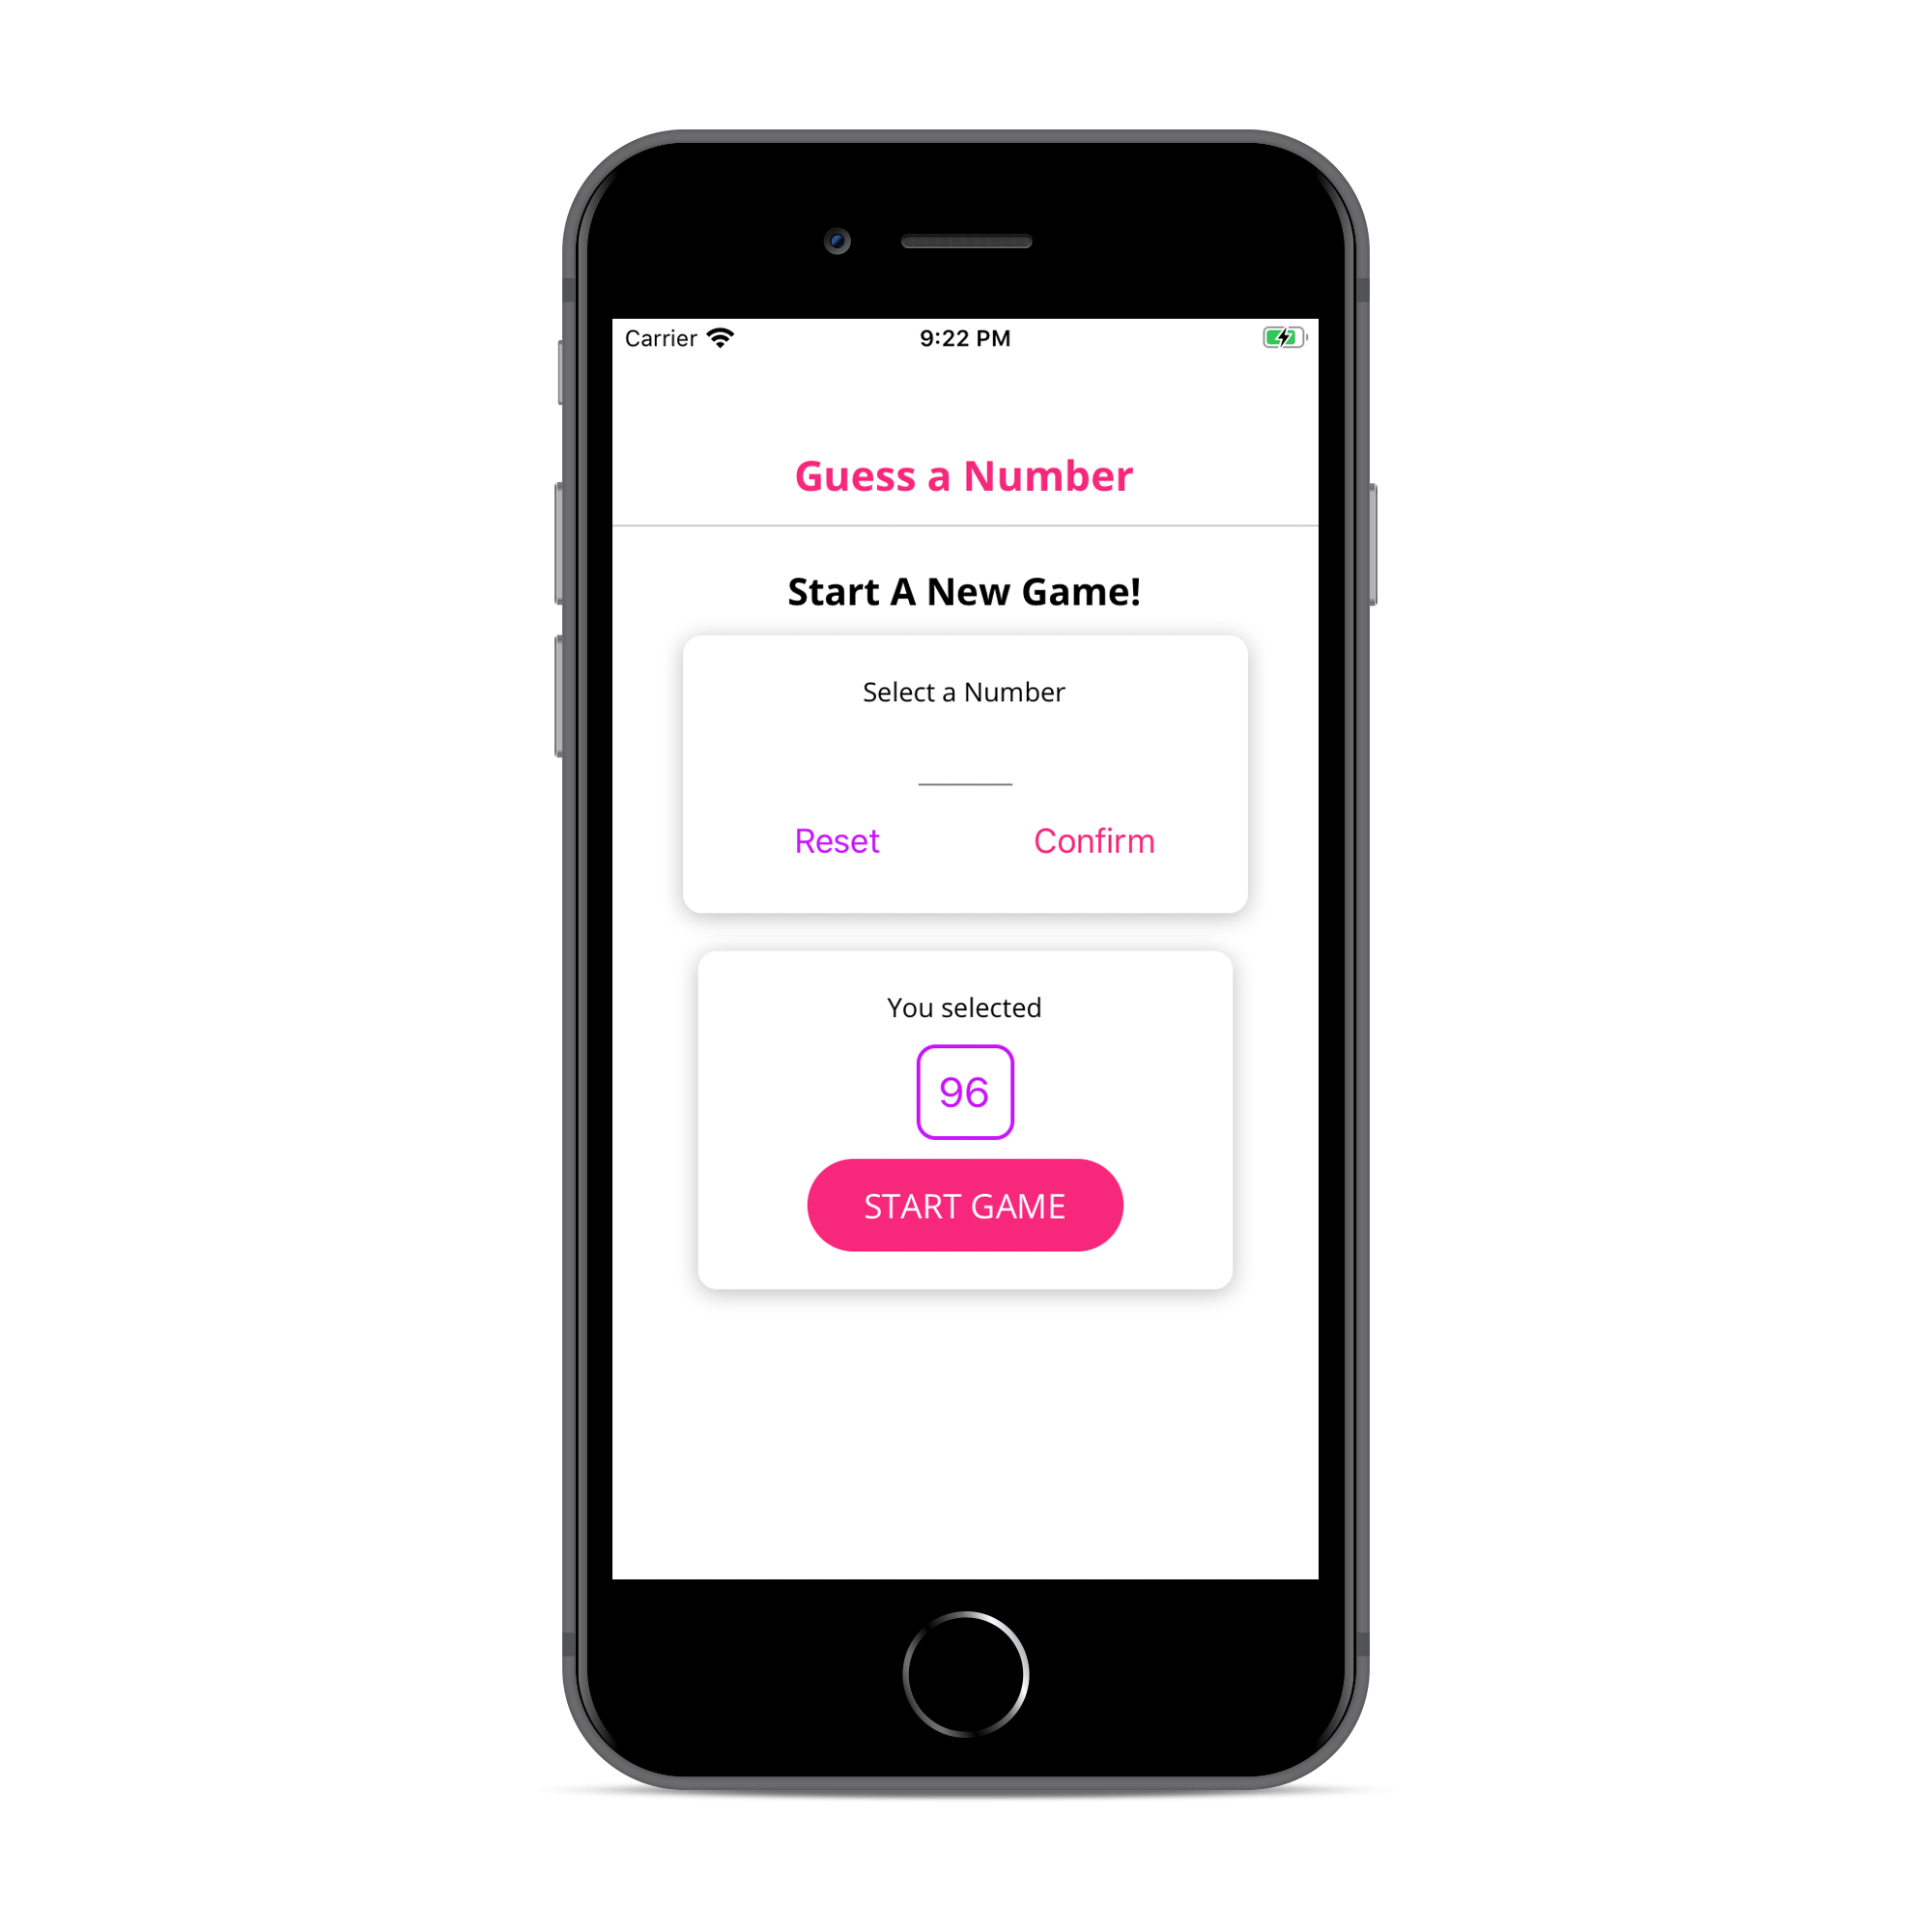 Carrier 9:22 PM
Guess a Number
Start A New Game!
Select a Number
Reset Confirm
You selected
96
START GAME